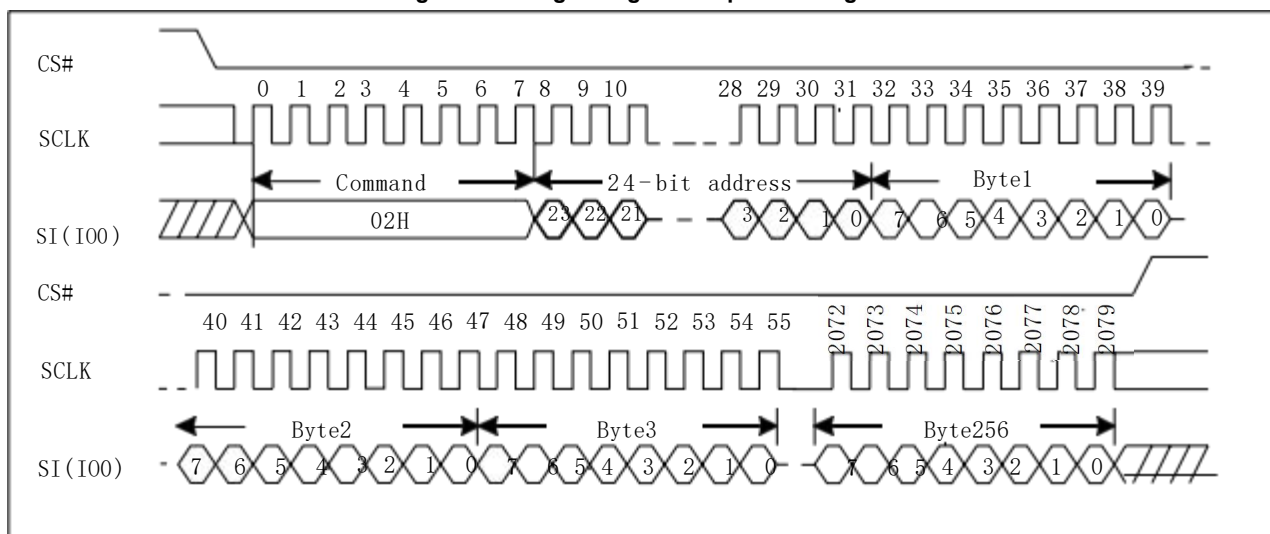 CS#
0 1 2 3 4 5 6 7 8 9 10 28 29 30 31 32 33 34 35 36 37 38 39
SCLK
Command 24-bit address Byte1
SI(IO0) 02H 23 22 21 3 2 1 0 7 6 5 4 3 2 1 0
CS#
40 41 42 43 44 45 46 47 48 49 50 51 52 53 54 55 2072 2073 2074 2075 2076 2077 2078 2079
SCLK
Byte2 Byte3 Byte256
SI(IO0) 7 6 5 4 3 2 1 0 7 6 5 4 3 2 1 0 7 6 5 4 3 2 1 0